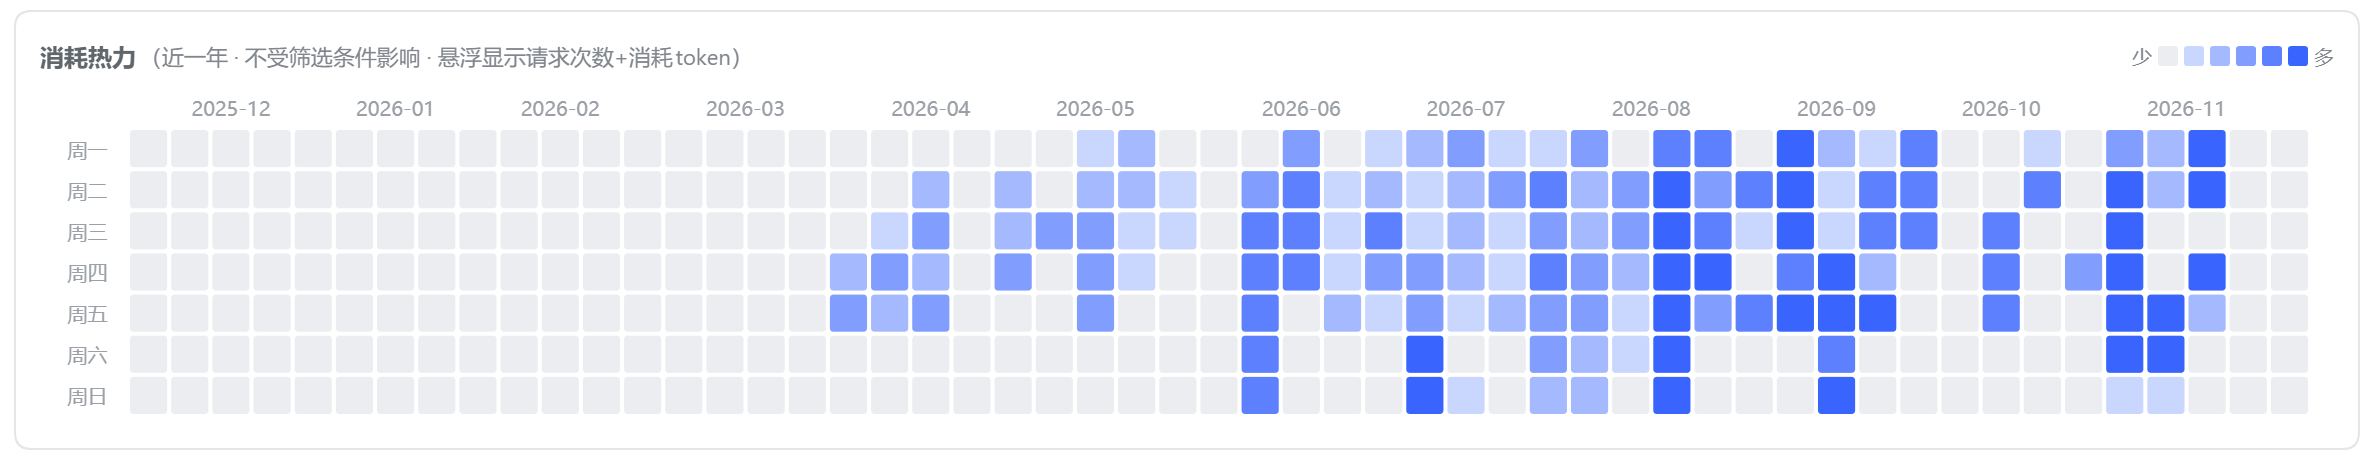 消耗热力 (近一年 · 不受筛选条件影响 · 悬浮显示请求次数+消耗token)
少 多
2025-12 2026-01 2026-02 2026-03 2026-04 2026-05 2026-06 2026-07 2026-08 2026-09 2026-10 2026-11
周一
周二
周三
周四
周五
周六
周日